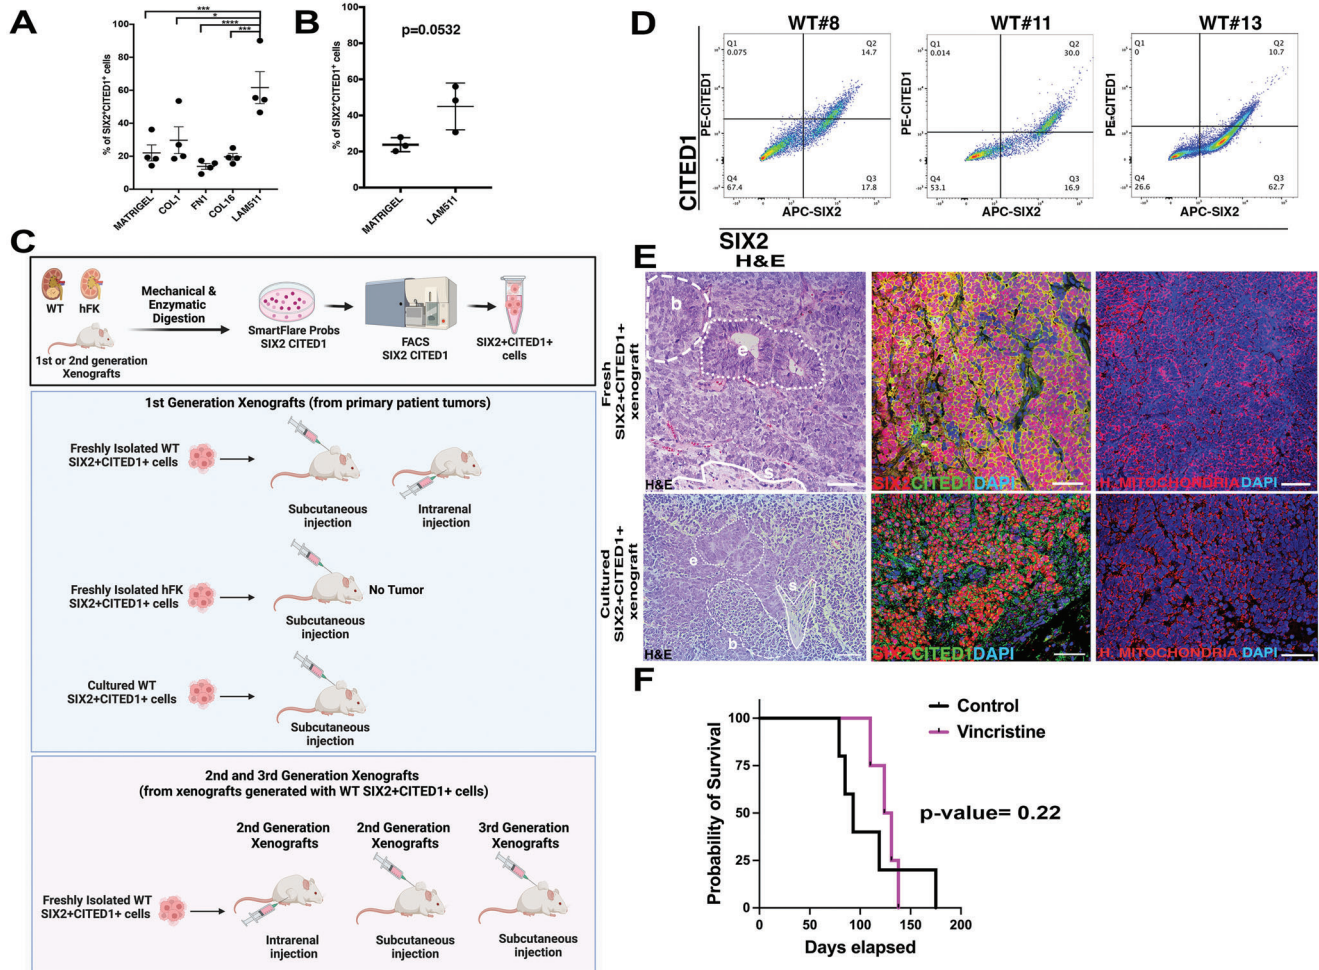 A
***
*
****
***
% of SIX2+CITED1+ cells
100
80
60
40
20
0
MATRIGEL
COL1
FN1
COL16
LAM511
B
p=0.0532
% of SIX2+CITED1+ cells
100
80
60
40
20
0
MATRIGEL
LAM511
C
WT
hFK
1st or 2nd generation
Xenografts
Mechanical &
Enzymatic
Digestion
SmartFlare Probs
SIX2 CITED1
FACS
SIX2 CITED1
SIX2+CITED1+
cells
1st Generation Xenografts (from primary patient tumors)
Freshly Isolated WT
SIX2+CITED1+ cells
Subcutaneous
injection
Intrarenal
injection
Freshly Isolated hFK
SIX2+CITED1+ cells
No Tumor
Subcutaneous
injection
Cultured WT
SIX2+CITED1+ cells
Subcutaneous
injection
2nd and 3rd Generation Xenografts
(from xenografts generated with WT SIX2+CITED1+ cells)
2nd Generation
Xenografts
2nd Generation
Xenografts
3rd Generation
Xenografts
Freshly Isolated WT
SIX2+CITED1+ cells
Intrarenal
injection
Subcutaneous
injection
Subcutaneous
injection
D
CITED1
WT#8
Q1
0.075
Q2
14.7
Q4
67.4
Q3
17.8
PE-CITED1
APC-SIX2
WT#11
Q1
0.014
Q2
30.0
Q4
53.1
Q3
16.9
PE-CITED1
APC-SIX2
WT#13
Q1
0
Q2
10.7
Q4
26.6
Q3
62.7
PE-CITED1
APC-SIX2
SIX2
E
H&E
Fresh
SIX2+CITED1+
xenograft
b
e
s
H&E
SIX2CITED1DAPI
H. MITOCHONDRIADAPI
Cultured
SIX2+CITED1+
xenograft
e
s
b
H&E
SIX2CITED1DAPI
H. MITOCHONDRIA DAPI
F
Control
Vincristine
p-value= 0.22
Probability of Survival
100
75
50
25
0
0
50
100
150
200
Days elapsed